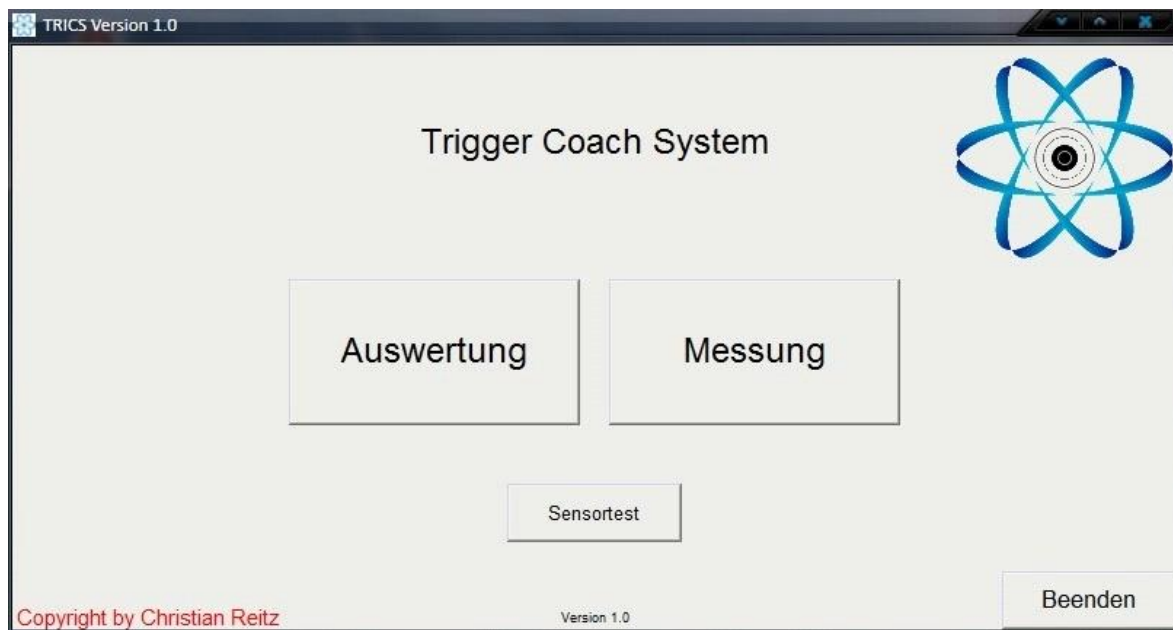 TRICS Version 1.0
Trigger Coach System
Auswertung
Messung
Sensortest
Beenden
Copyright by Christian Reitz
Version 1.0